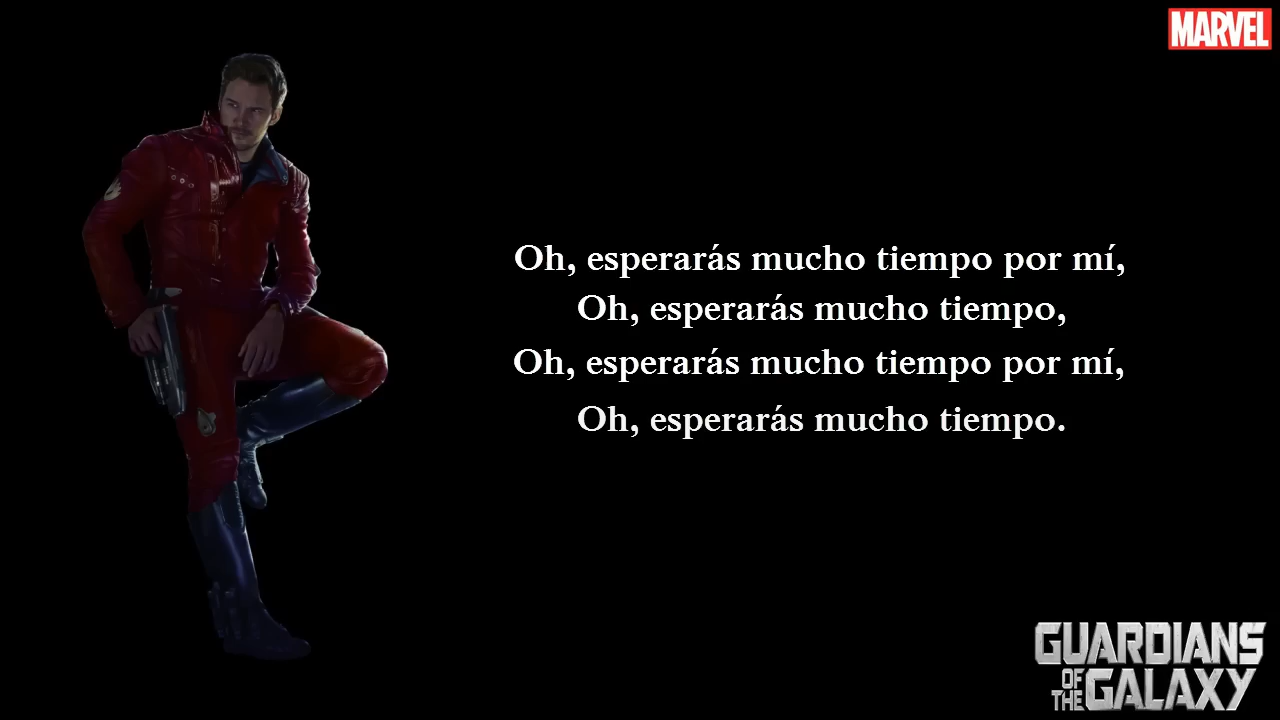 MARVEL
Oh, esperarás mucho tiempo por mí,
Oh, esperarás mucho tiempo,
Oh, esperarás mucho tiempo por mí,
Oh, esperarás mucho tiempo.
GUARDIANS
OF THE GALAXY